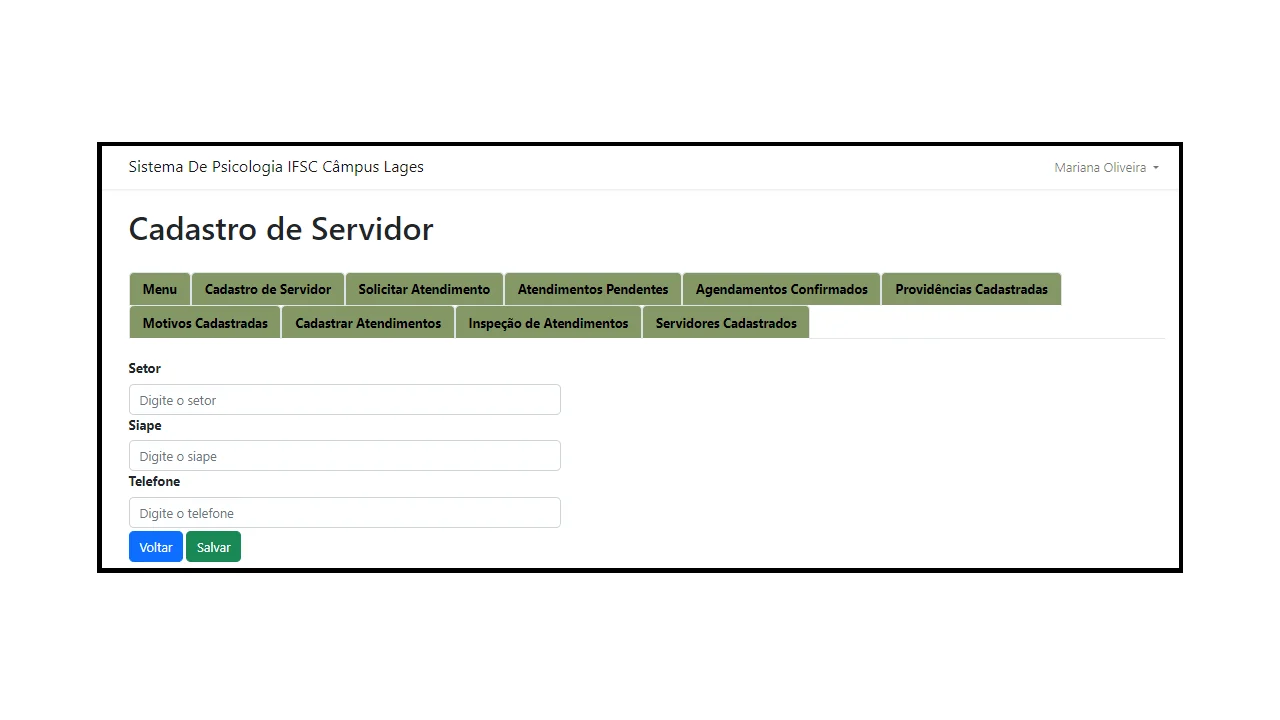 Sistema De Psicologia IFSC Câmpus Lages
Mariana Oliveira
Cadastro de Servidor
Menu Cadastro de Servidor Solicitar Atendimento Atendimentos Pendentes Agendamentos Confirmados Providências Cadastradas
Motivos Cadastradas Cadastrar Atendimentos Inspeção de Atendimentos Servidores Cadastrados
Setor
Digite o setor
Siape
Digite o siape
Telefone
Digite o telefone
Voltar Salvar